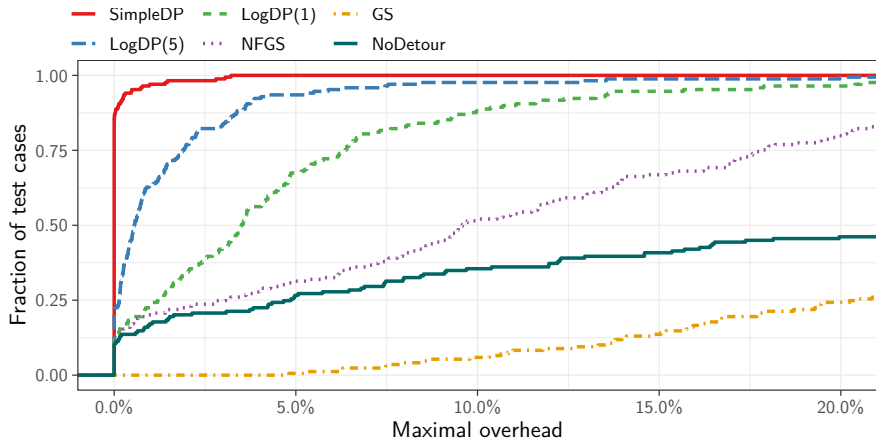 SimpleDP LogDP(1) GS
LogDP(5) NFGS NoDetour
1.00
0.75
0.50
0.25
0.00
Fraction of test cases
0.0% 5.0% 10.0% 15.0% 20.0%
Maximal overhead